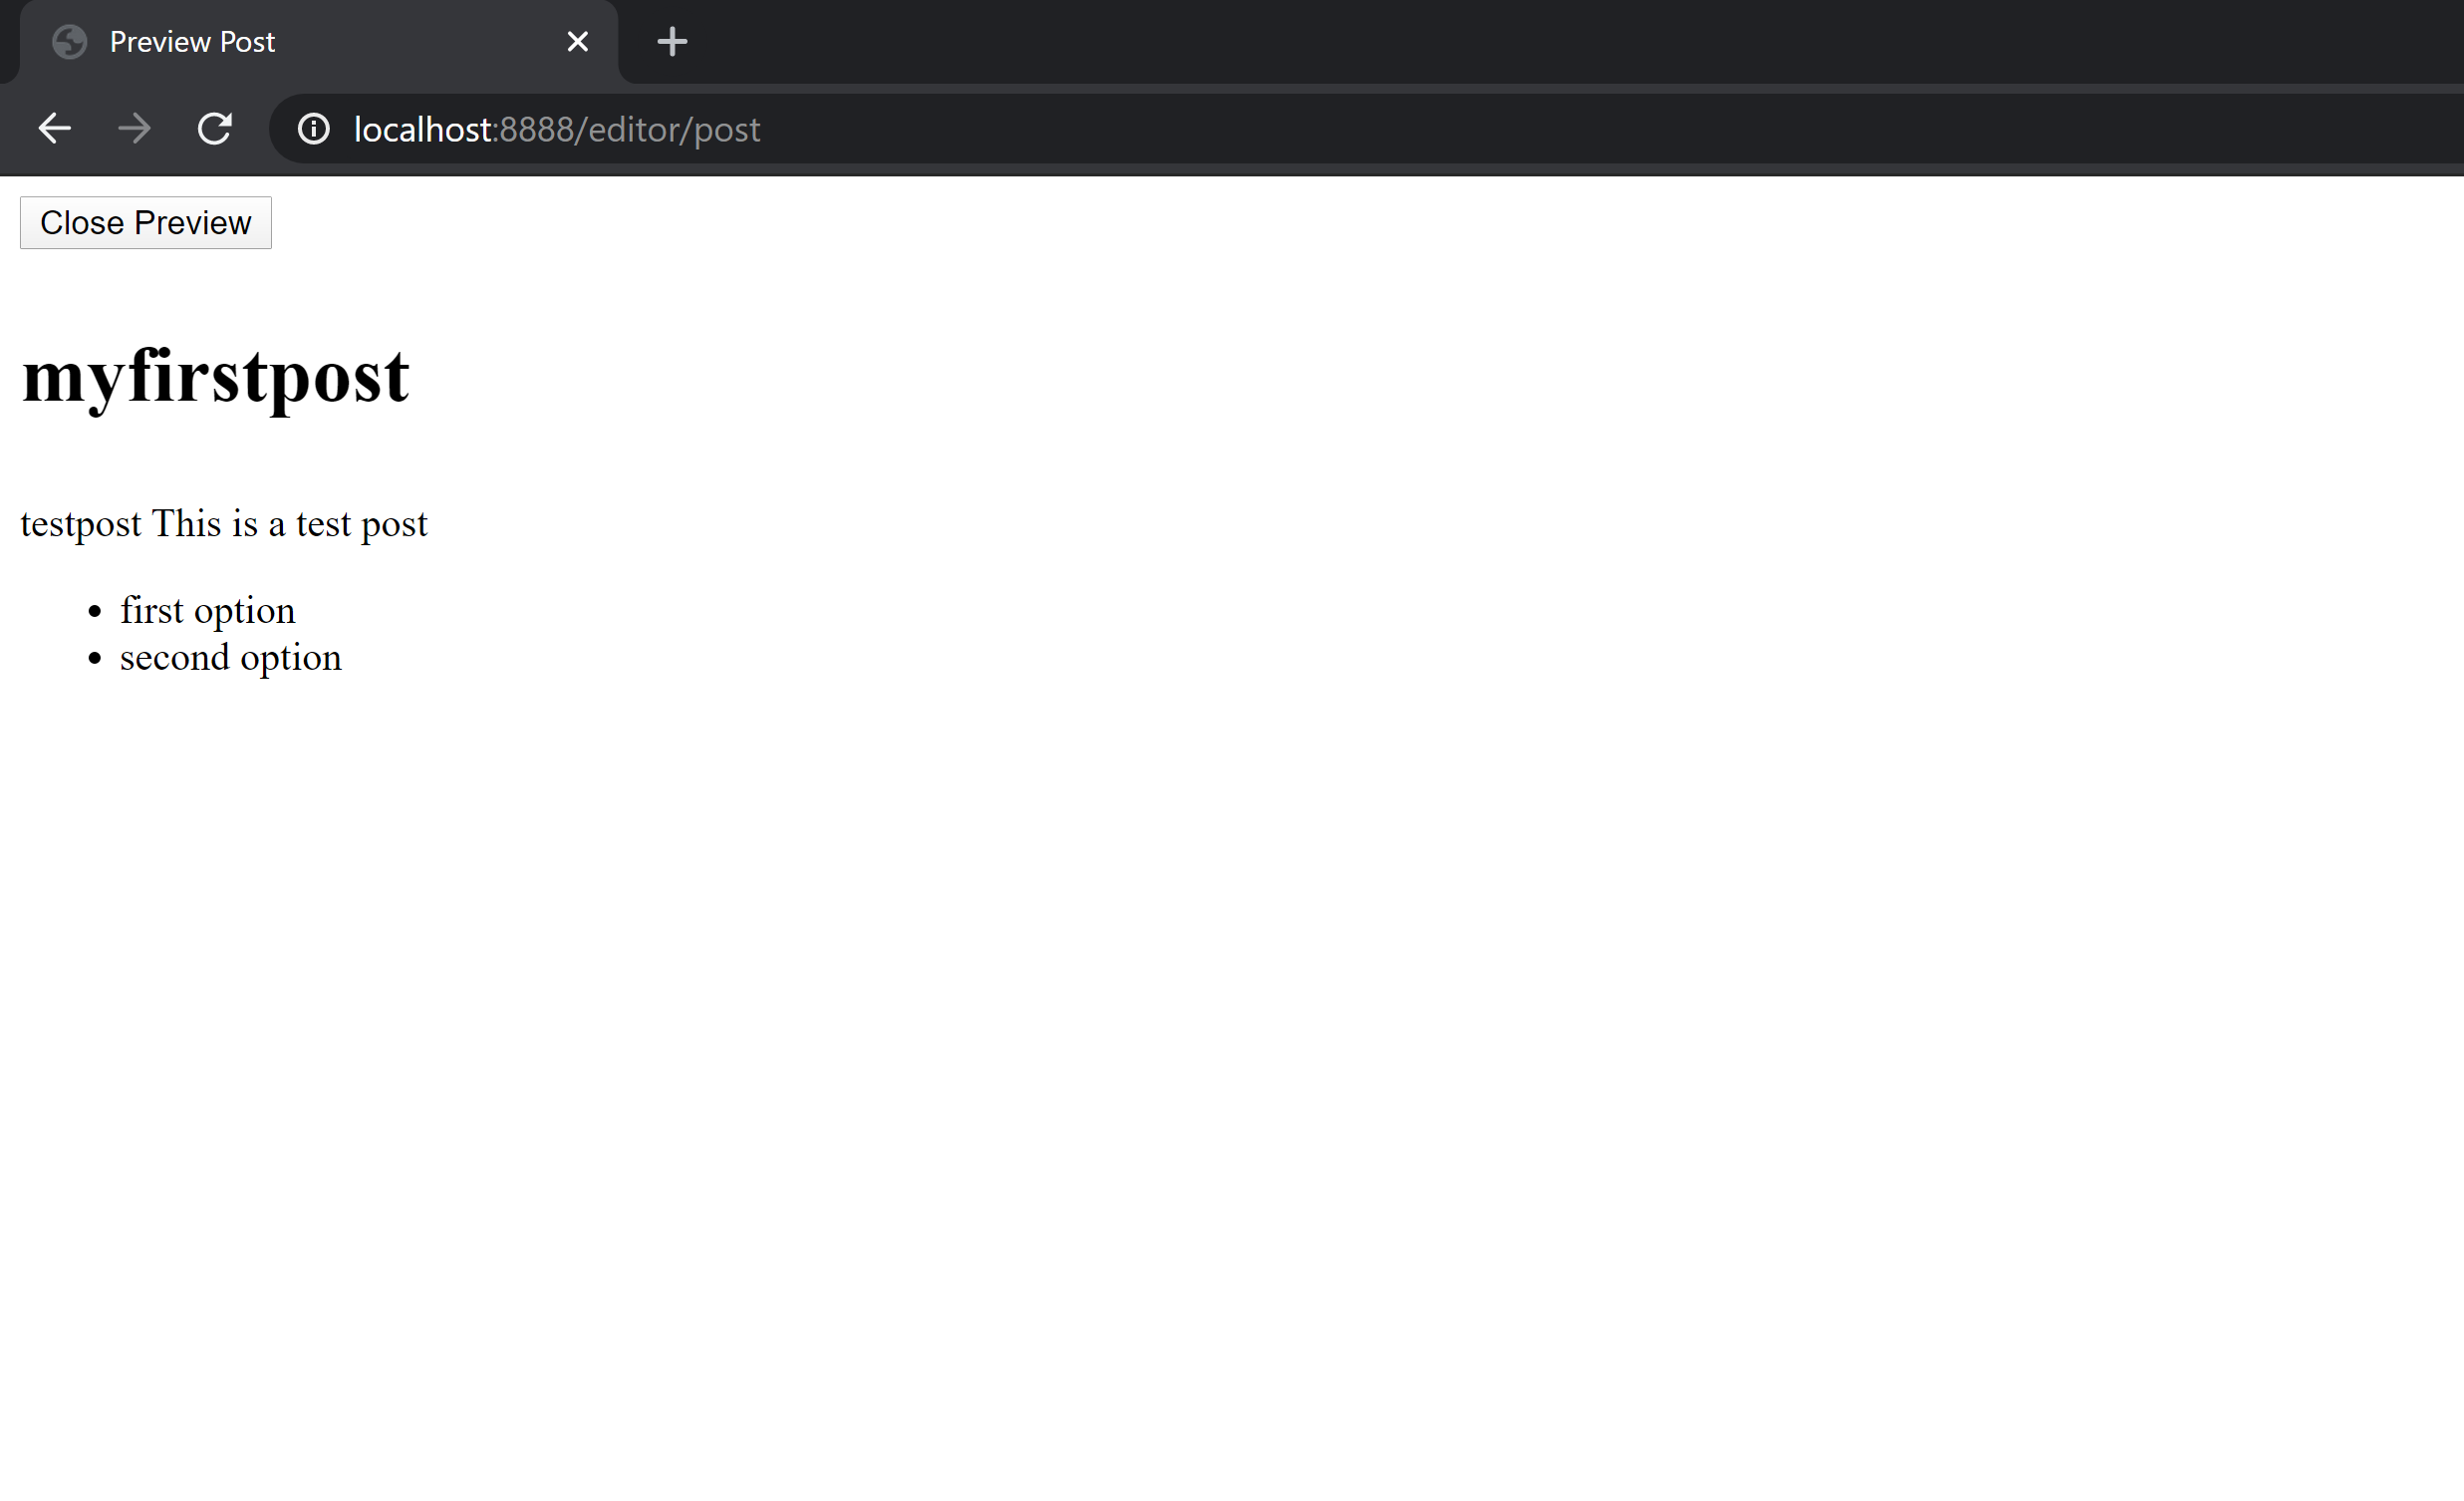 Preview Post
localhost:8888/editor/post
Close Preview
myfirstpost
testpost This is a test post
first option
second option